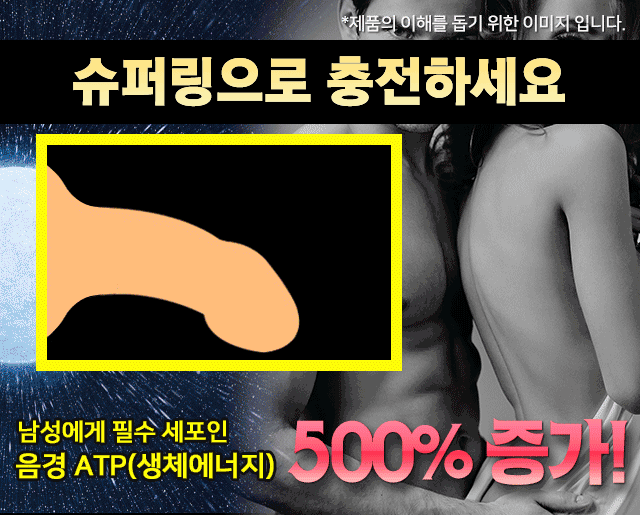 *제품의 이해를 돕기 위한 이미지 입니다.
슈퍼링으로 충전하세요
남성에게 필수 세포인
음경 ATP(생체에너지)
500% 증가!